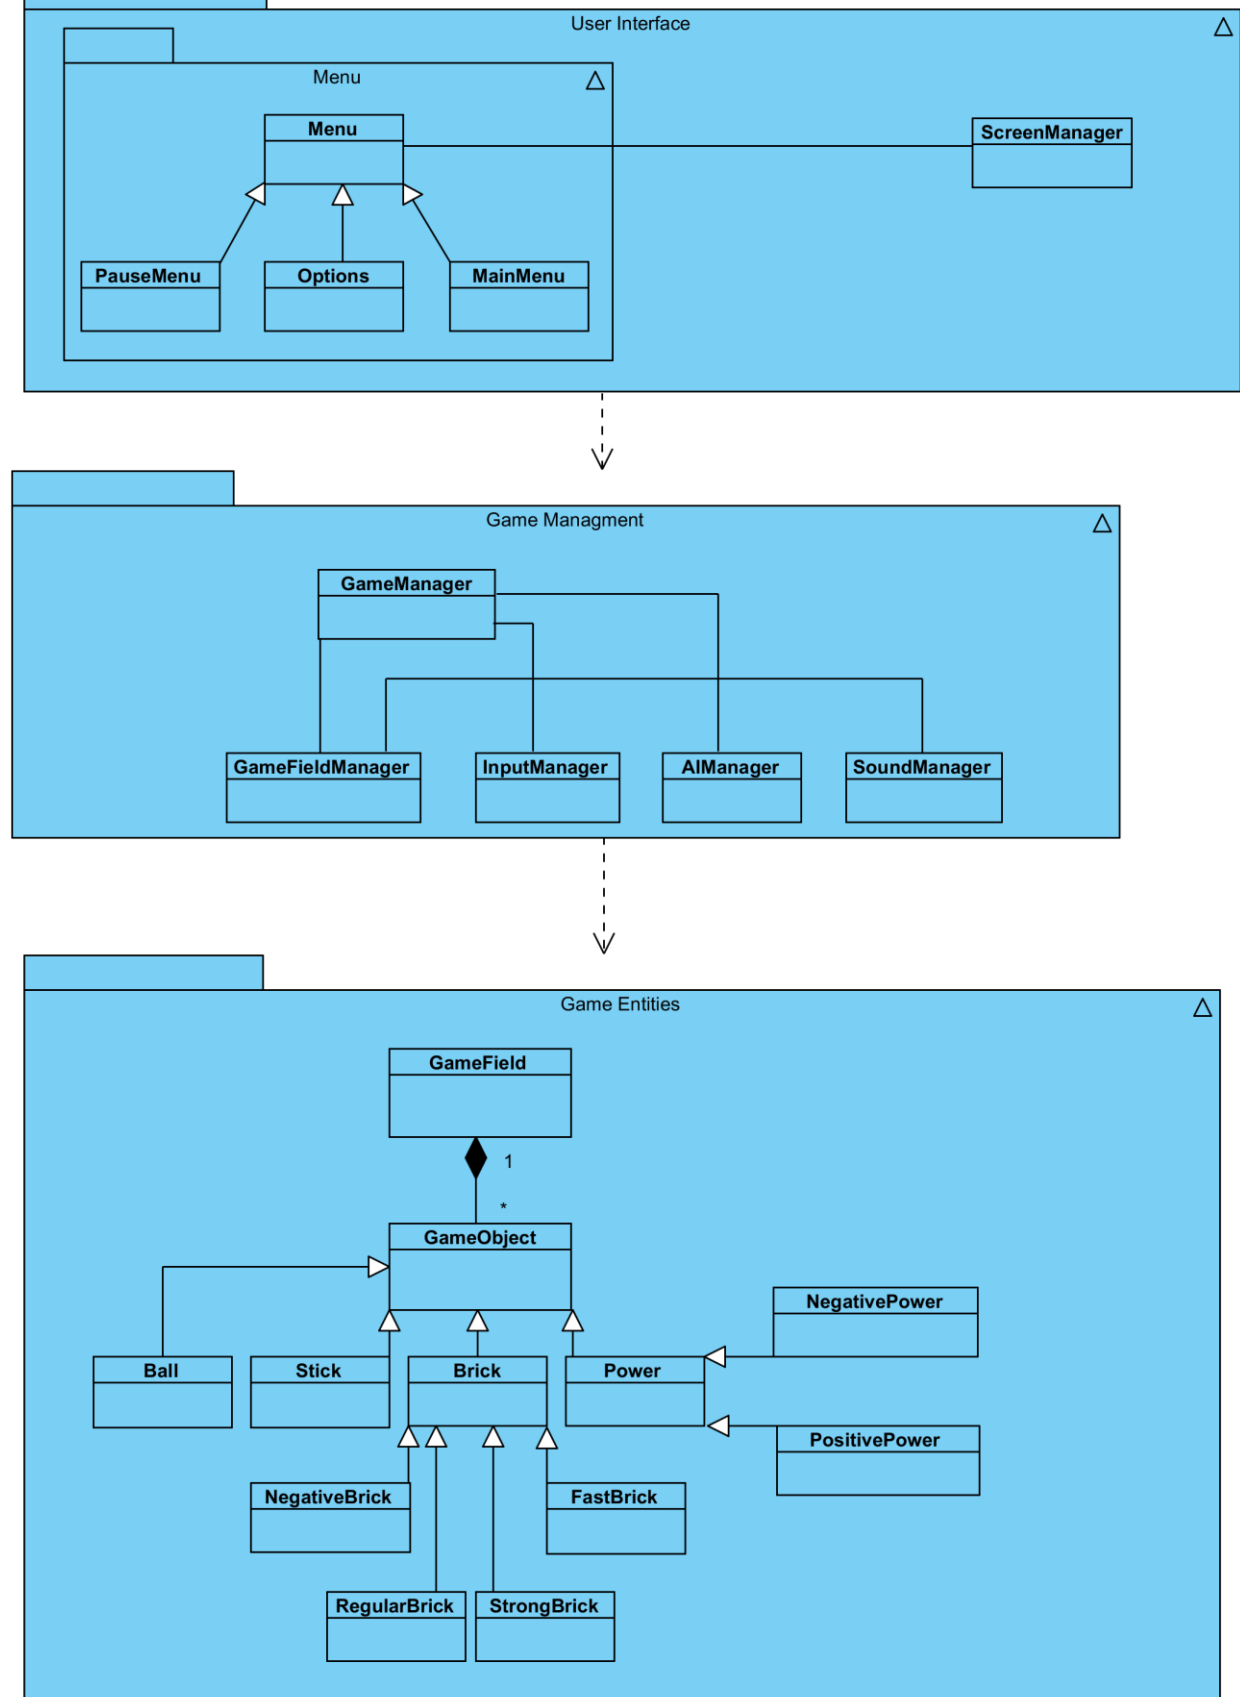 User Interface
Menu
Menu
ScreenManager
PauseMenu
Options
MainMenu
Game Managment
GameManager
GameFieldManager
InputManager
AIManager
SoundManager
Game Entities
GameField
1
*
GameObject
NegativePower
Ball
Stick
Brick
Power
PositivePower
NegativeBrick
FastBrick
RegularBrick
StrongBrick